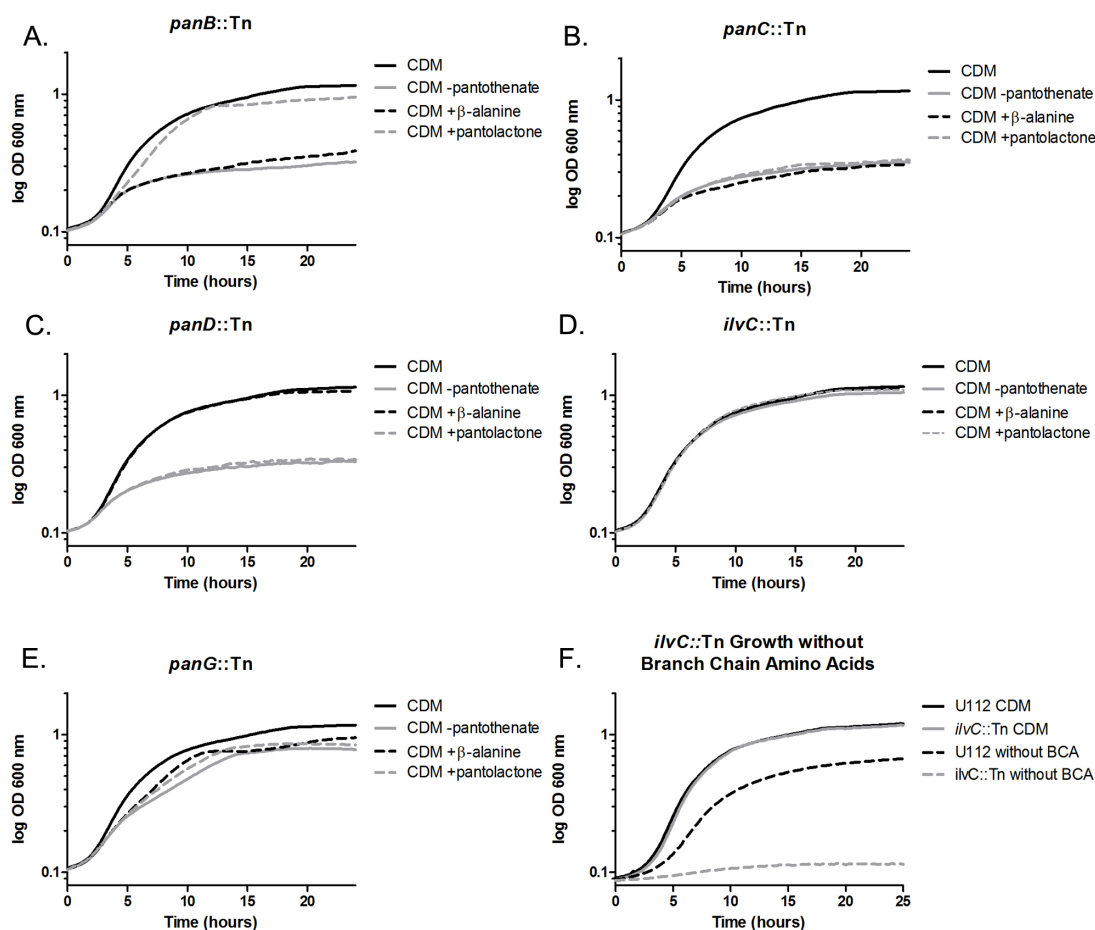 A.
panB::Tn
log OD 600 nm
1
0.1
0 5 10 15 20
Time (hours)
CDM
CDM -pantothenate
CDM +β-alanine
CDM +pantolactone
B.
panC::Tn
log OD 600 nm
1
0.1
0 5 10 15 20
Time (hours)
CDM
CDM -pantothenate
CDM +β-alanine
CDM +pantolactone
C.
panD::Tn
log OD 600 nm
1
0.1
0 5 10 15 20
Time (hours)
CDM
CDM -pantothenate
CDM +β-alanine
CDM +pantolactone
D.
ilvC::Tn
log OD 600 nm
1
0.1
0 5 10 15 20
Time (hours)
CDM
CDM -pantothenate
CDM +β-alanine
CDM +pantolactone
E.
panG::Tn
log OD 600 nm
1
0.1
0 5 10 15 20
Time (hours)
CDM
CDM -pantothenate
CDM +β-alanine
CDM +pantolactone
F.
ilvC::Tn Growth without
Branch Chain Amino Acids
log OD 600 nm
1
0.1
0 5 10 15 20 25
Time (hours)
U112 CDM
ilvC::Tn CDM
U112 without BCA
ilvC::Tn without BCA